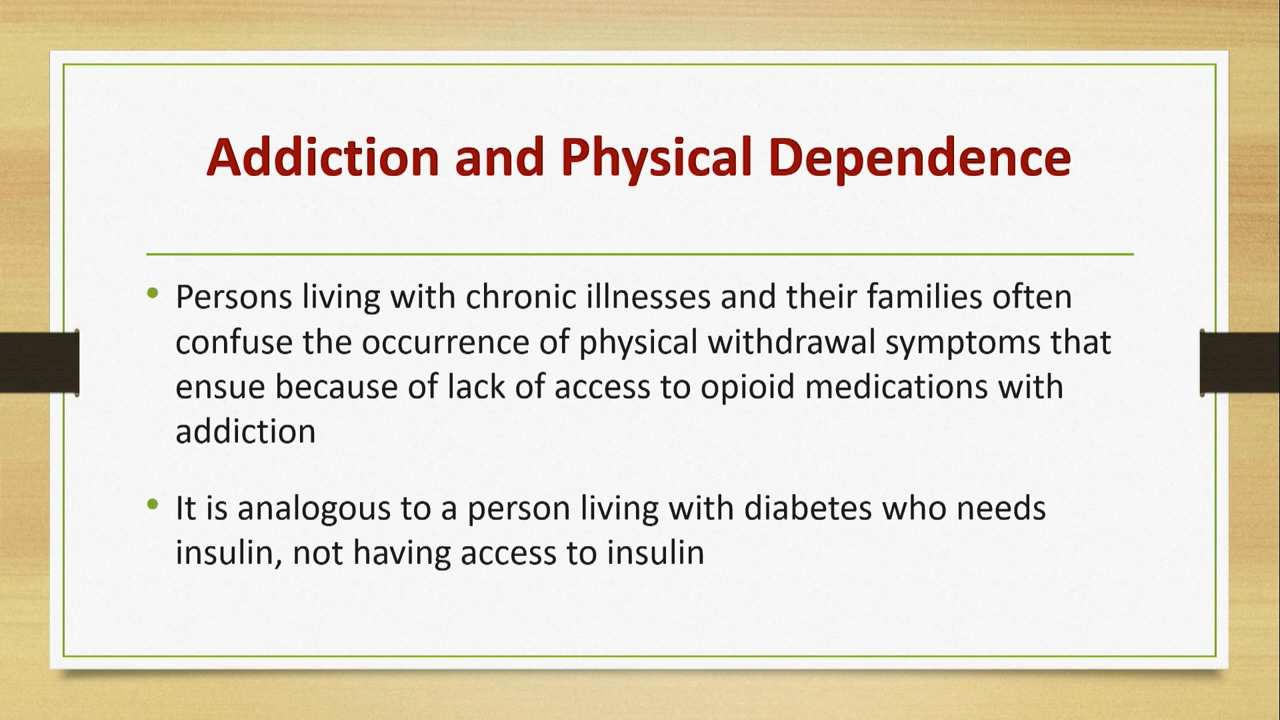 Addiction and Physical Dependence
• Persons living with chronic illnesses and their families often
confuse the occurrence of physical withdrawal symptoms that
ensue because of lack of access to opioid medications with
addiction
• It is analogous to a person living with diabetes who needs
insulin, not having access to insulin